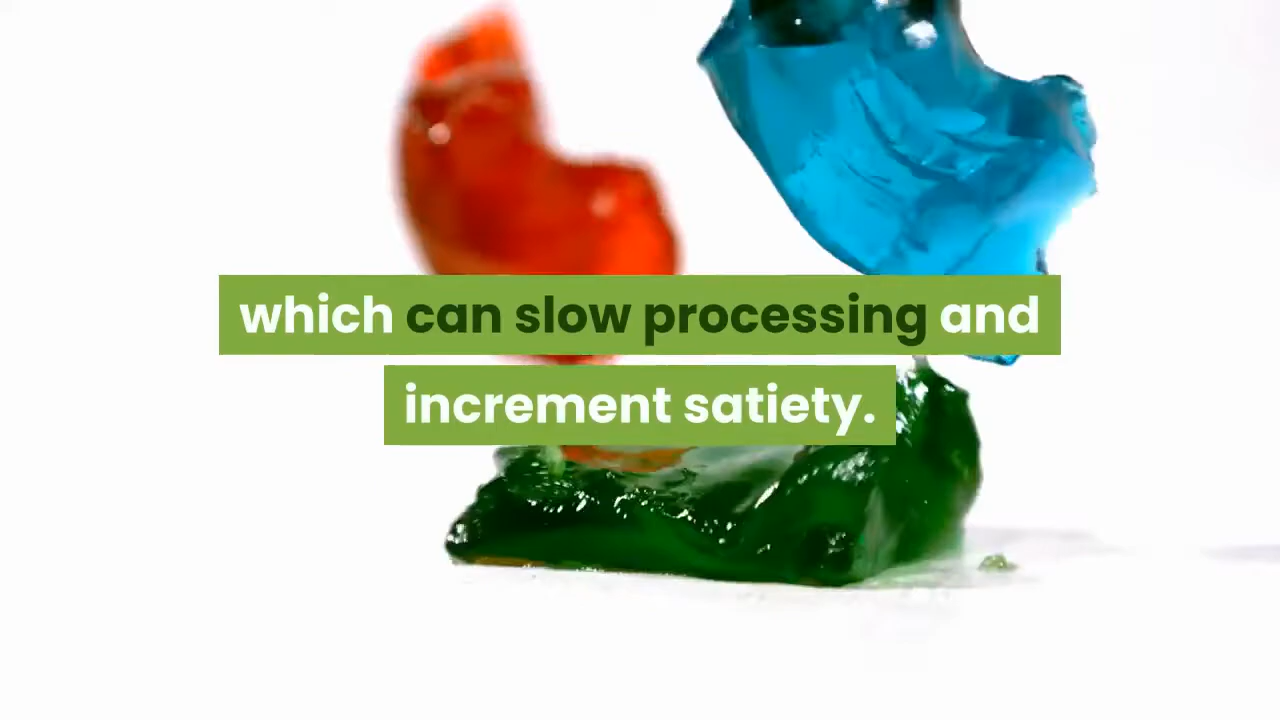 which can slow processing and
increment satiety.